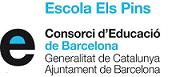 Escola Els Pins
Consorci d'Educació
de Barcelona
Generalitat de Catalunya
Ajuntament de Barcelona